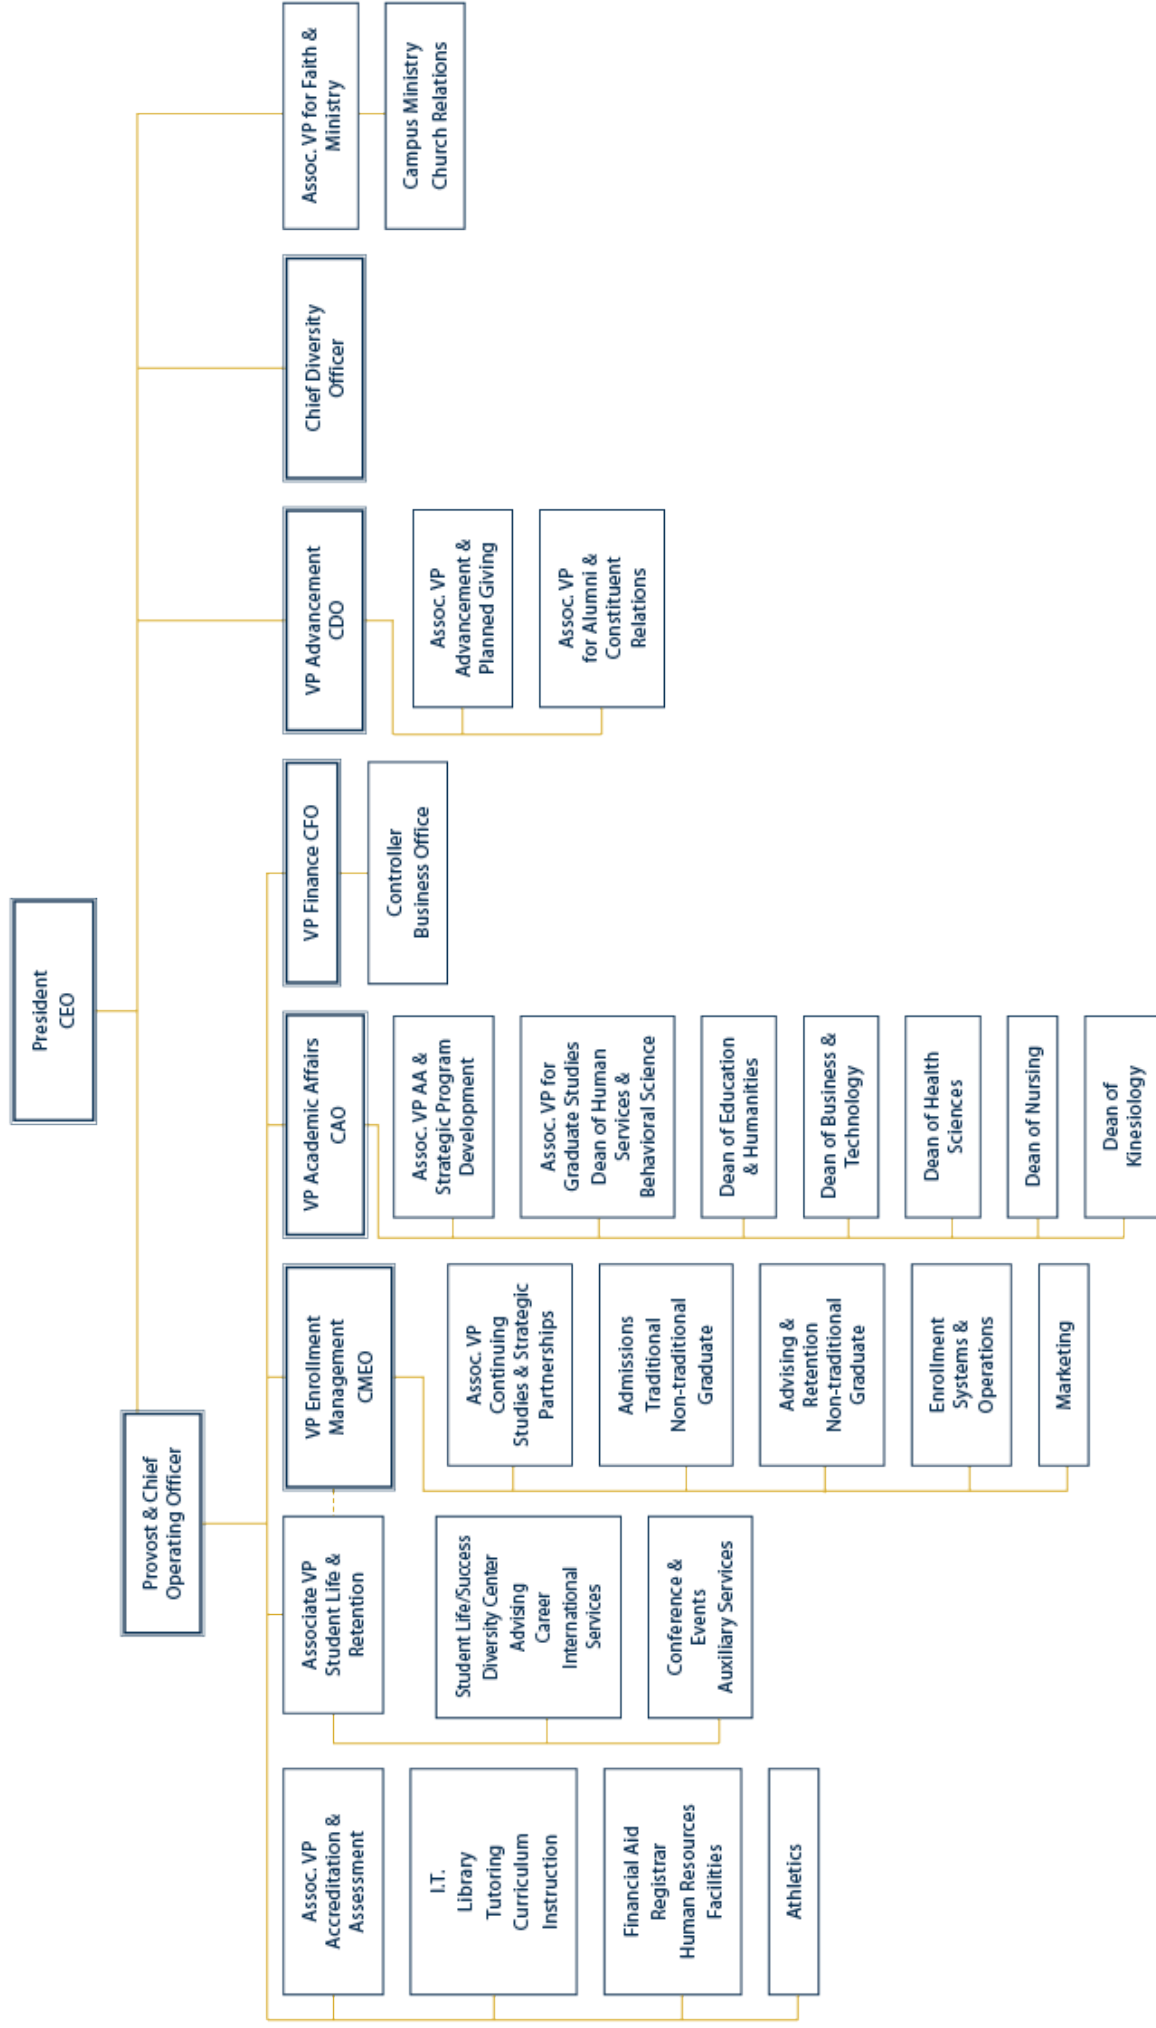 President
CEO
Provost & Chief
Operating Officer
Assoc. VP
Accreditation &
Assessment
I.T.
Library
Tutoring
Curriculum
Instruction
Financial Aid
Registrar
Human Resources
Facilities
Athletics
Associate VP
Student Life &
Retention
Student Life/Success
Diversity Center
Advising
Career
International
Services
Conference &
Events
Auxiliary Services
VP Enrollment
Management
CMEO
Assoc. VP
Continuing
Studies & Strategic
Partnerships
Admissions
Traditional
Non-traditional
Graduate
Advising &
Retention
Non-traditional
Graduate
Enrollment
Systems &
Operations
Marketing
VP Academic Affairs
CAO
Assoc. VP AA &
Strategic Program
Development
Assoc. VP for
Graduate Studies
Dean of Human
Services &
Behavioral Science
Dean of Education
& Humanities
Dean of Business &
Technology
Dean of Health
Sciences
Dean of Nursing
Dean of
Kinesiology
VP Finance CFO
Controller
Business Office
VP Advancement
CDO
Assoc. VP
Advancement &
Planned Giving
Assoc. VP
for Alumni &
Constituent
Relations
Chief Diversity
Officer
Assoc. VP for Faith &
Ministry
Campus Ministry
Church Relations